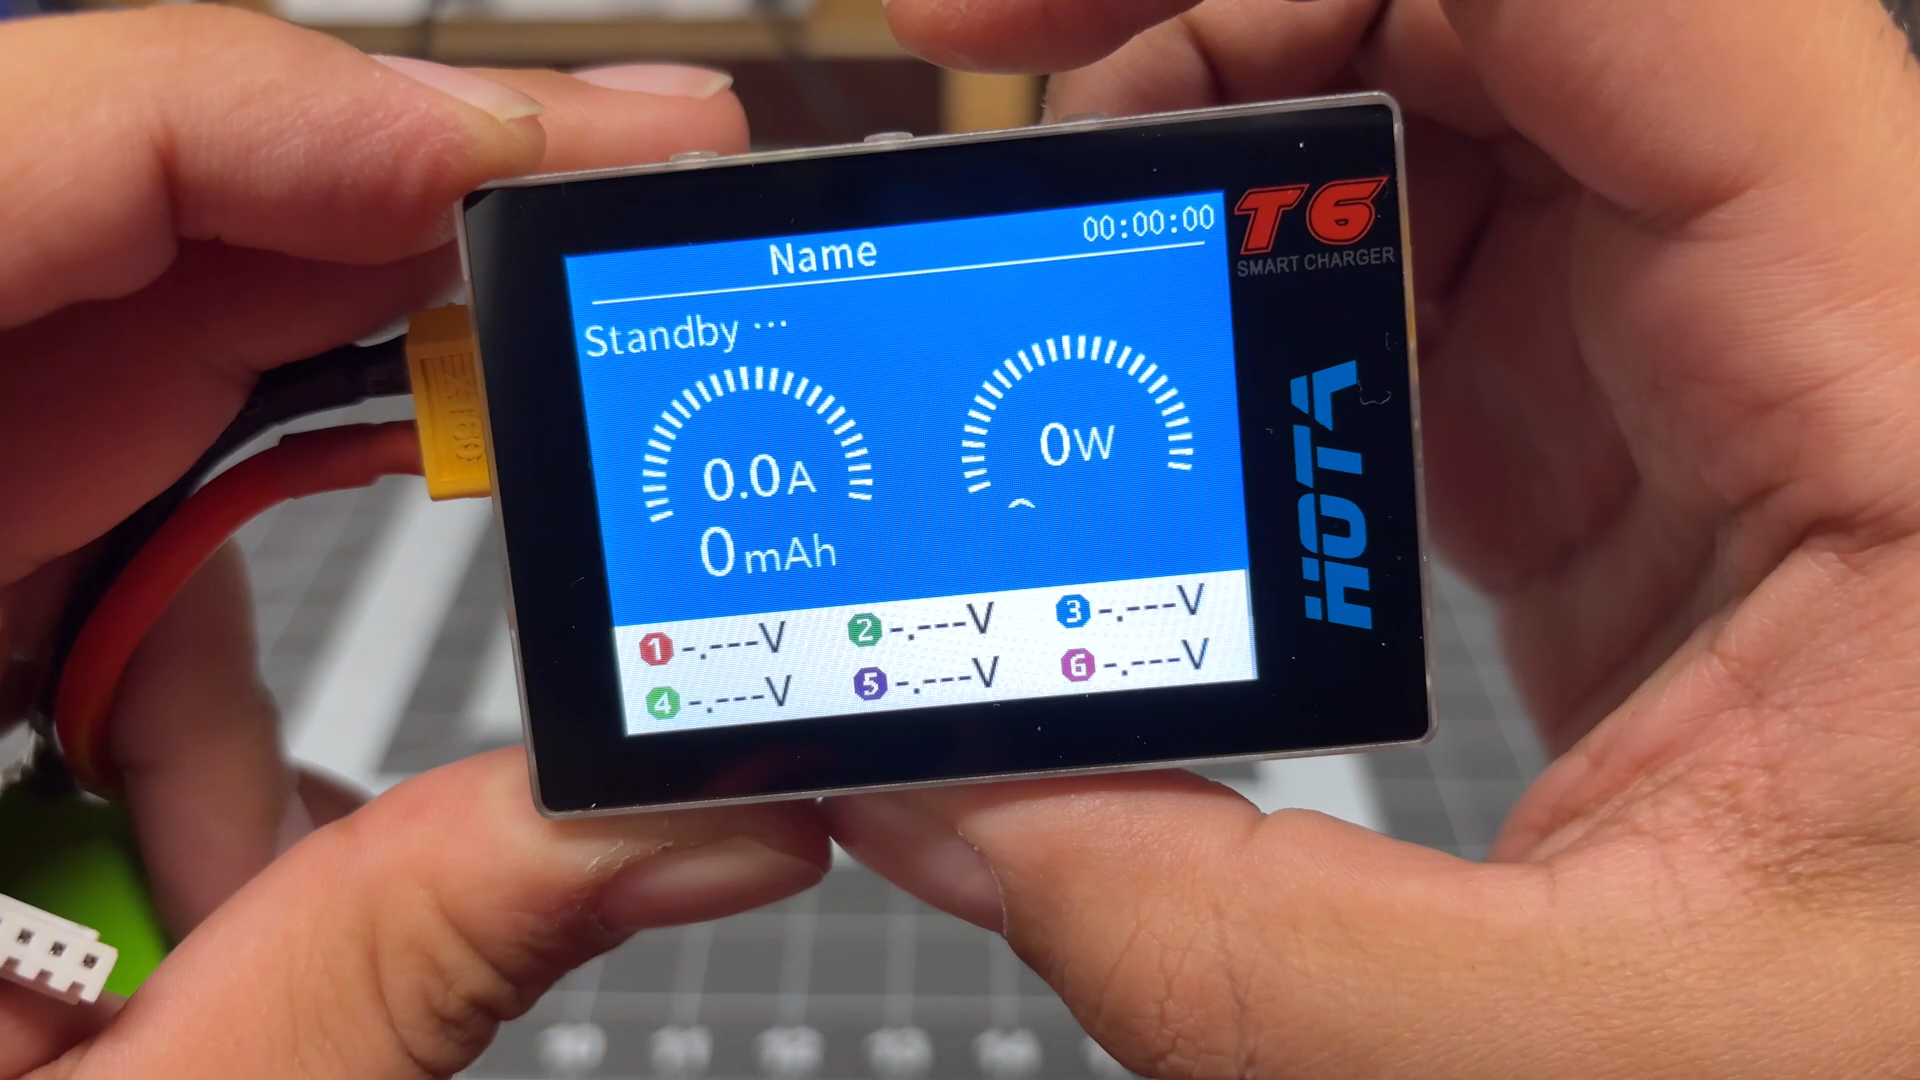 Name
00:00:00
Standby ···
0.0A
0W
0mAh
1 -.---V
2 -.---V
3 -.---V
4 -.---V
5 -.---V
6 -.---V
T6
SMART CHARGER
HOTA
XT60